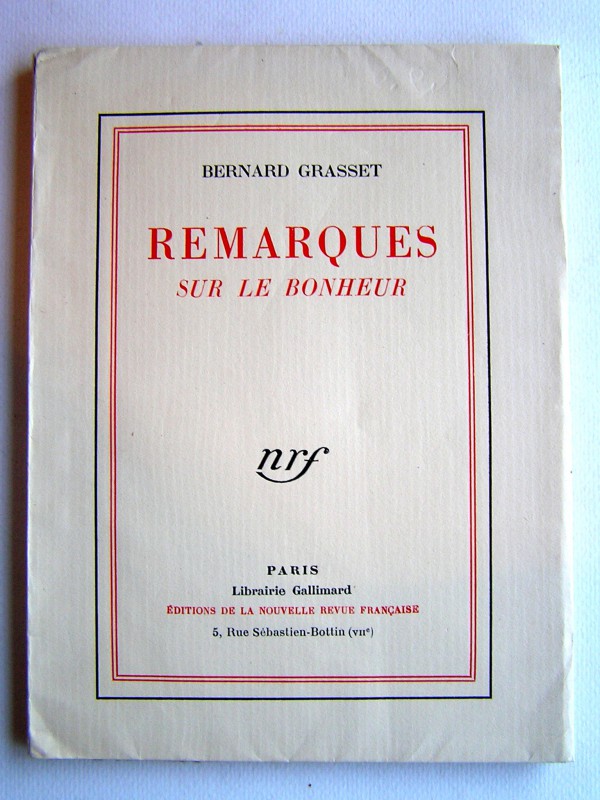 BERNARD GRASSET
REMARQUES
SUR LE BONHEUR
nrf
PARIS
Librairie Gallimard
ÉDITIONS DE LA NOUVELLE REVUE FRANÇAISE
5, Rue Sébastien-Bottin (VIIe)